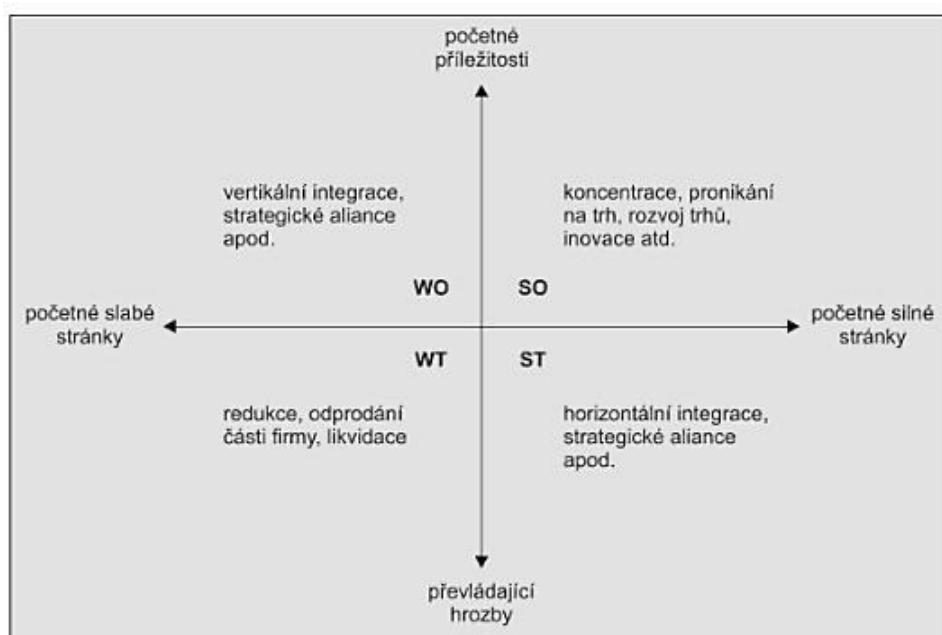 početné
příležitosti
vertikální integrace,
strategické aliance
apod.
koncentrace, pronikání
na trh, rozvoj trhů,
inovace atd.
WO
SO
početné slabé
stránky
početné silné
stránky
WT
ST
redukce, odprodání
části firmy, likvidace
horizontální integrace,
strategické aliance
apod.
převládající
hrozby